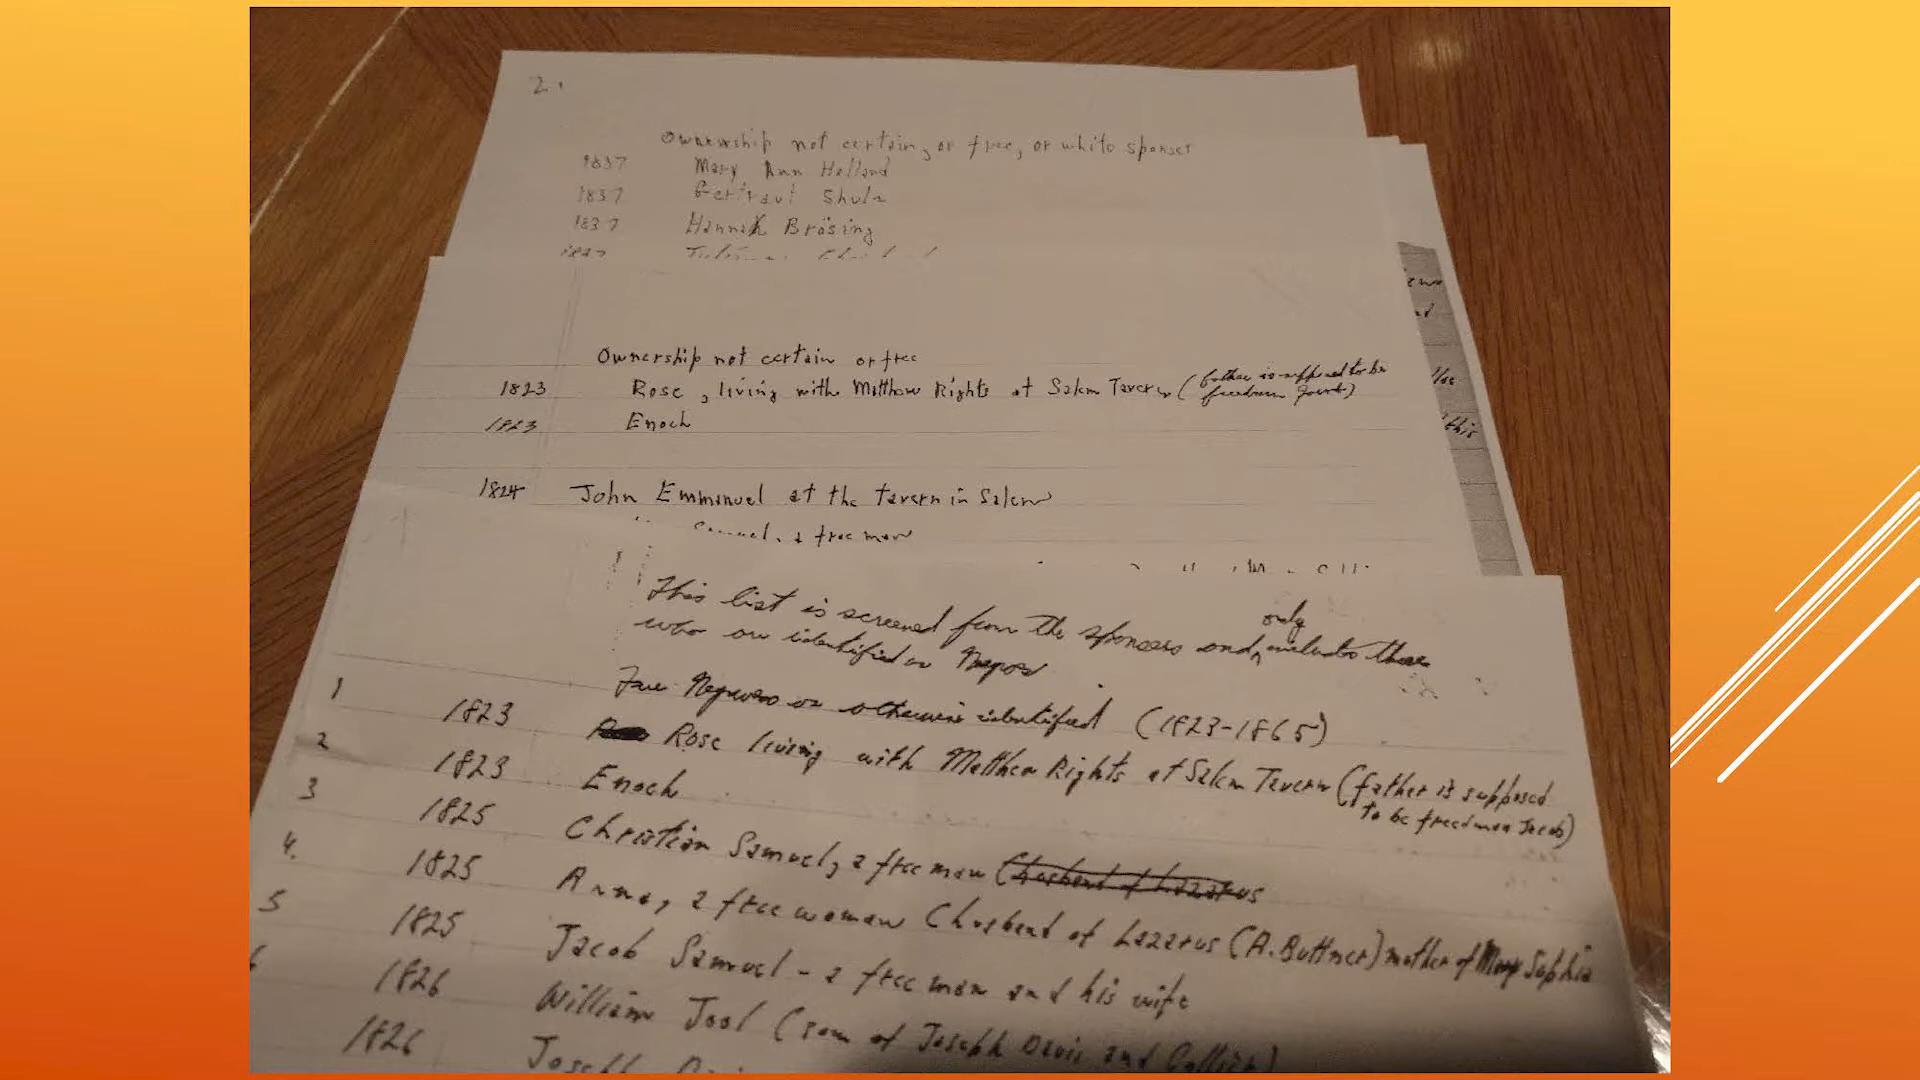 2.
Ownership not certain, or free, or white sponser
1837 Mary Ann Holland
1837 Shulz
1837 Hannah Brösing
Ownership not certain or free
1823 Rose, living with Matthew Rights at Salem Tavern (father is supposed to be
freedman Jacob)
1823 Enoch
this
1824 John Emmanuel at the tavern in Salem
a free man
This list is screened from the sponsers and only includes those
who are identified as Negros
Free Negroes or otherwise identified (1823-1865)
1 1823 Rose living with Matthew Rights at Salem Tavern (father is supposed
to be freedman Jacob)
2 1823 Enoch
3 1825 Christian Samuel, a free man
4. 1825 Anna, a free woman (husband of Lazarus (A. Buttner) mother of Mary Sophia
5 1825 Jacob Samuel - a free man and his wife
6 1826 William Jool (son of Joseph Davis and
1826 Joseph